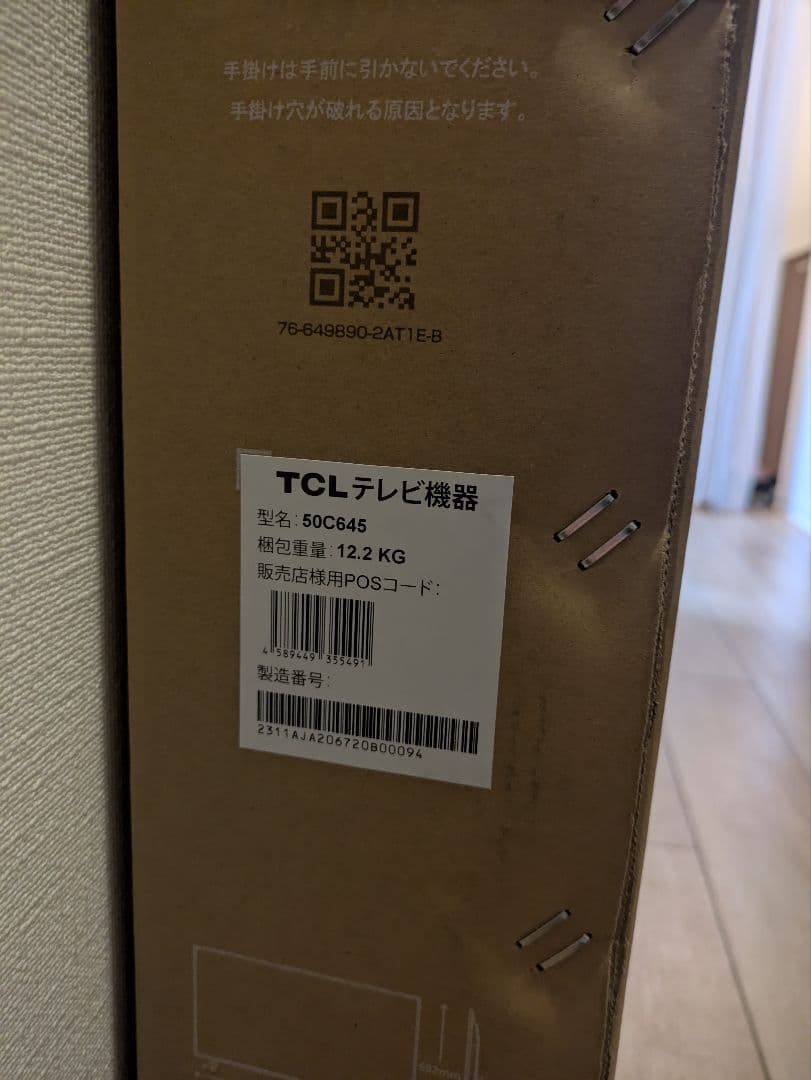 手掛けは手前に引かないでください。
手掛け穴が破れる原因となります。
76-649890-2AT1E-B
TCLテレビ機器
型名：50C645
梱包重量：12.2 KG
販売店様用POSコード：
4 589449 355491
製造番号：
2311AJA206720B00094